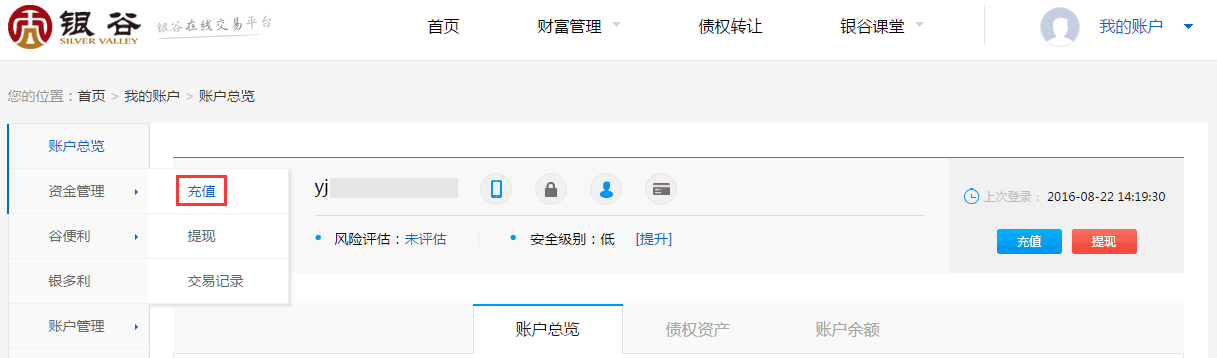 银谷 SILVER VALLEY 银谷在线交易平台 首页 财富管理 债权转让 银谷课堂 我的账户
您的位置：首页 > 我的账户 > 账户总览
账户总览
资金管理
谷便利
银多利
账户管理
充值
提现
交易记录
yj
风险评估：未评估 安全级别：低 [提升]
上次登录： 2016-08-22 14:19:30
充值 提现
账户总览 债权资产 账户余额